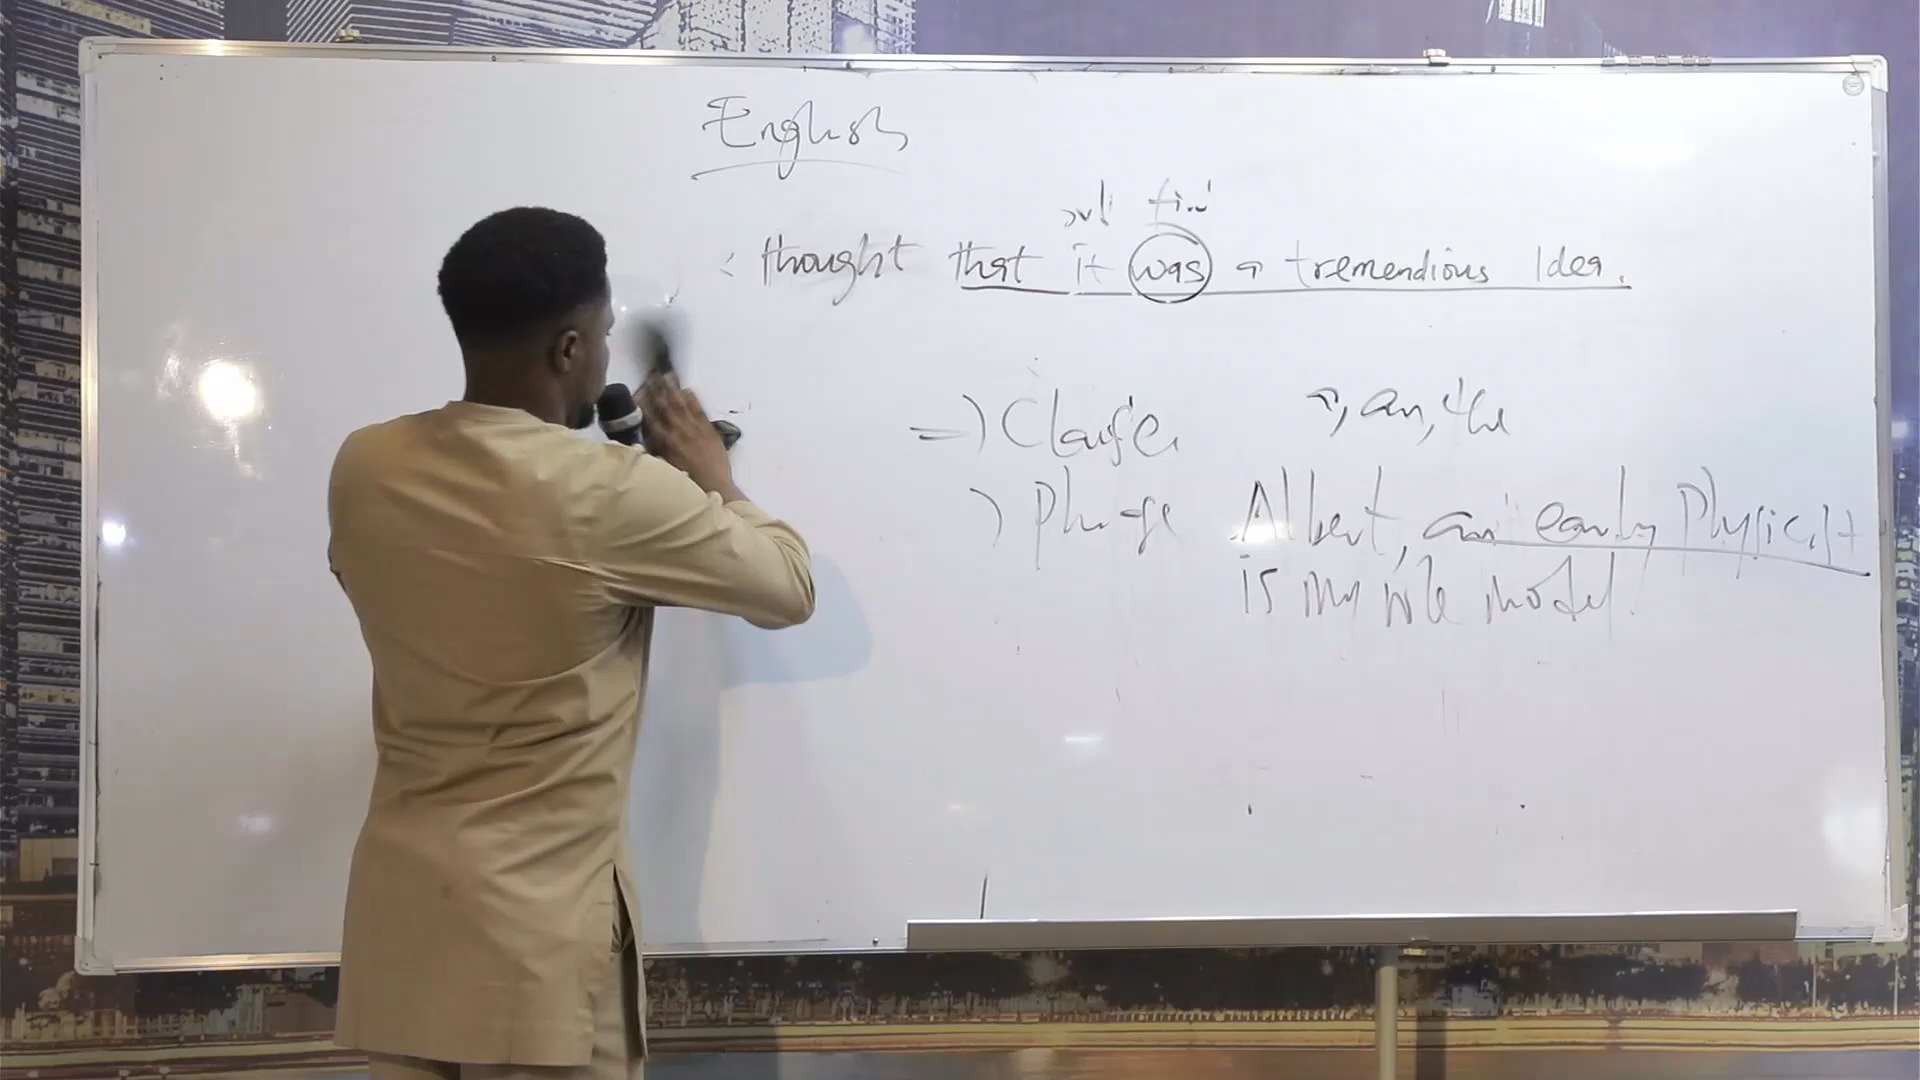 English
sub fin
thought that it was a tremendious Idea.
=) Clause a, an, the
) Phrase Albert, an early Physicist
is my role model.